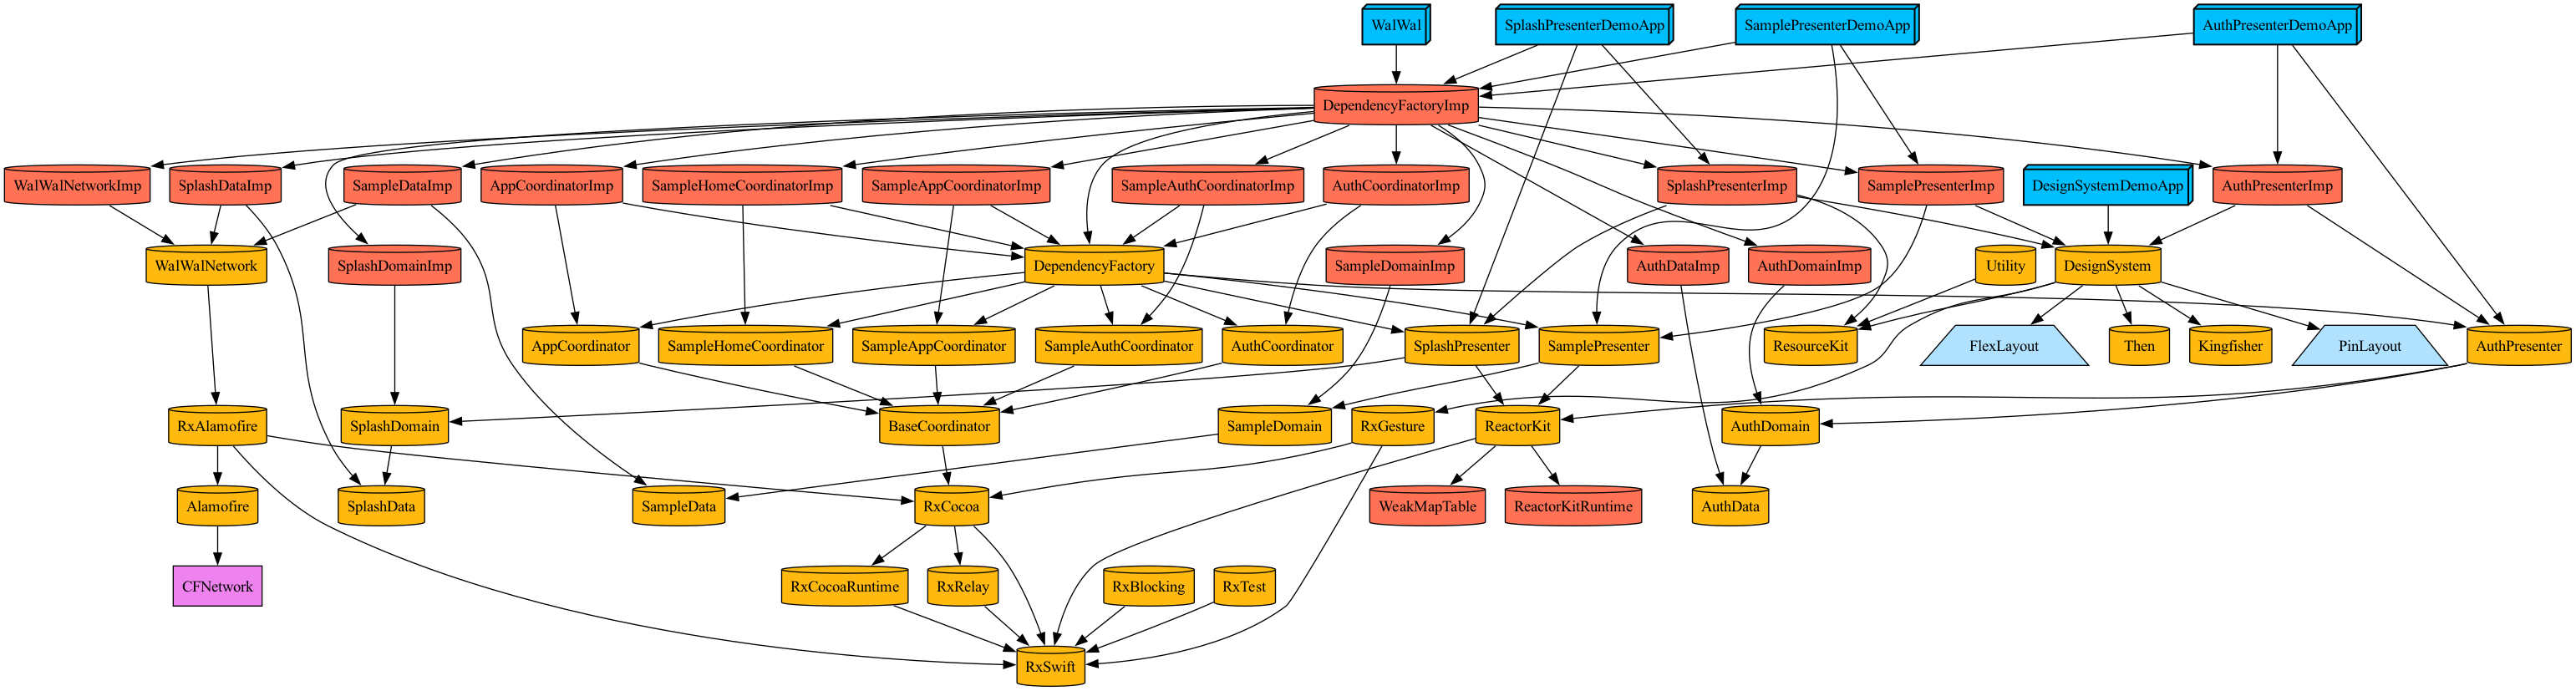 WalWal
SplashPresenterDemoApp
SamplePresenterDemoApp
AuthPresenterDemoApp
DependencyFactoryImp
WalWalNetworkImp
SplashDataImp
SampleDataImp
AppCoordinatorImp
SampleHomeCoordinatorImp
SampleAppCoordinatorImp
SampleAuthCoordinatorImp
AuthCoordinatorImp
SplashPresenterImp
SamplePresenterImp
DesignSystemDemoApp
AuthPresenterImp
WalWalNetwork
SplashDomainImp
DependencyFactory
SampleDomainImp
AuthDataImp
AuthDomainImp
Utility
DesignSystem
AppCoordinator
SampleHomeCoordinator
SampleAppCoordinator
SampleAuthCoordinator
AuthCoordinator
SplashPresenter
SamplePresenter
ResourceKit
FlexLayout
Then
Kingfisher
PinLayout
AuthPresenter
RxAlamofire
SplashDomain
BaseCoordinator
SampleDomain
RxGesture
ReactorKit
AuthDomain
Alamofire
SplashData
SampleData
RxCocoa
WeakMapTable
ReactorKitRuntime
AuthData
CFNetwork
RxCocoaRuntime
RxRelay
RxBlocking
RxTest
RxSwift